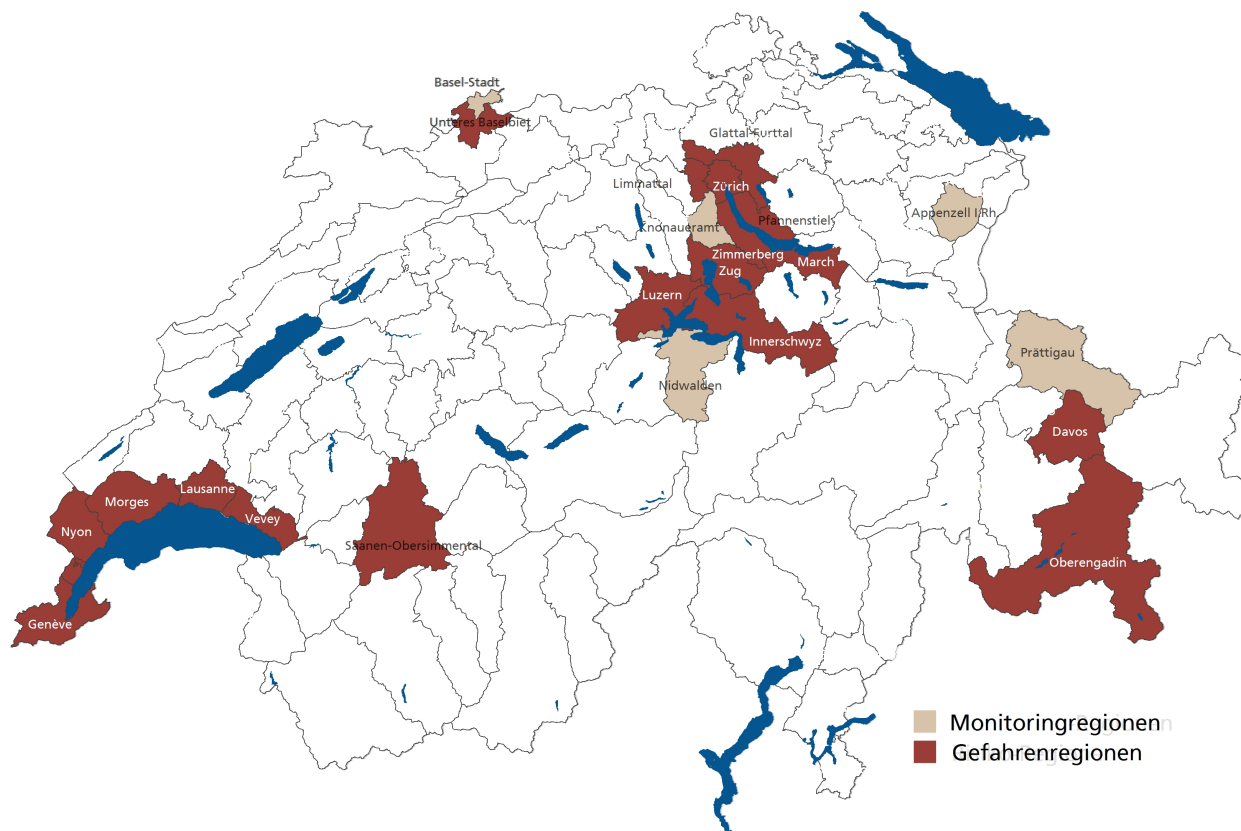 Basel-Stadt
Unteres Baselbiet
Glattal-Furttal
Limmattal
Zürich
Pfannenstiel
Appenzell I.Rh.
Knonaueramt
Zimmerberg
Zug
March
Luzern
Innerschwyz
Prättigau
Nidwalden
Davos
Lausanne
Morges
Vevey
Nyon
Saanen-Obersimmental
Oberengadin
Genève
Monitoringregionen
Gefahrenregionen